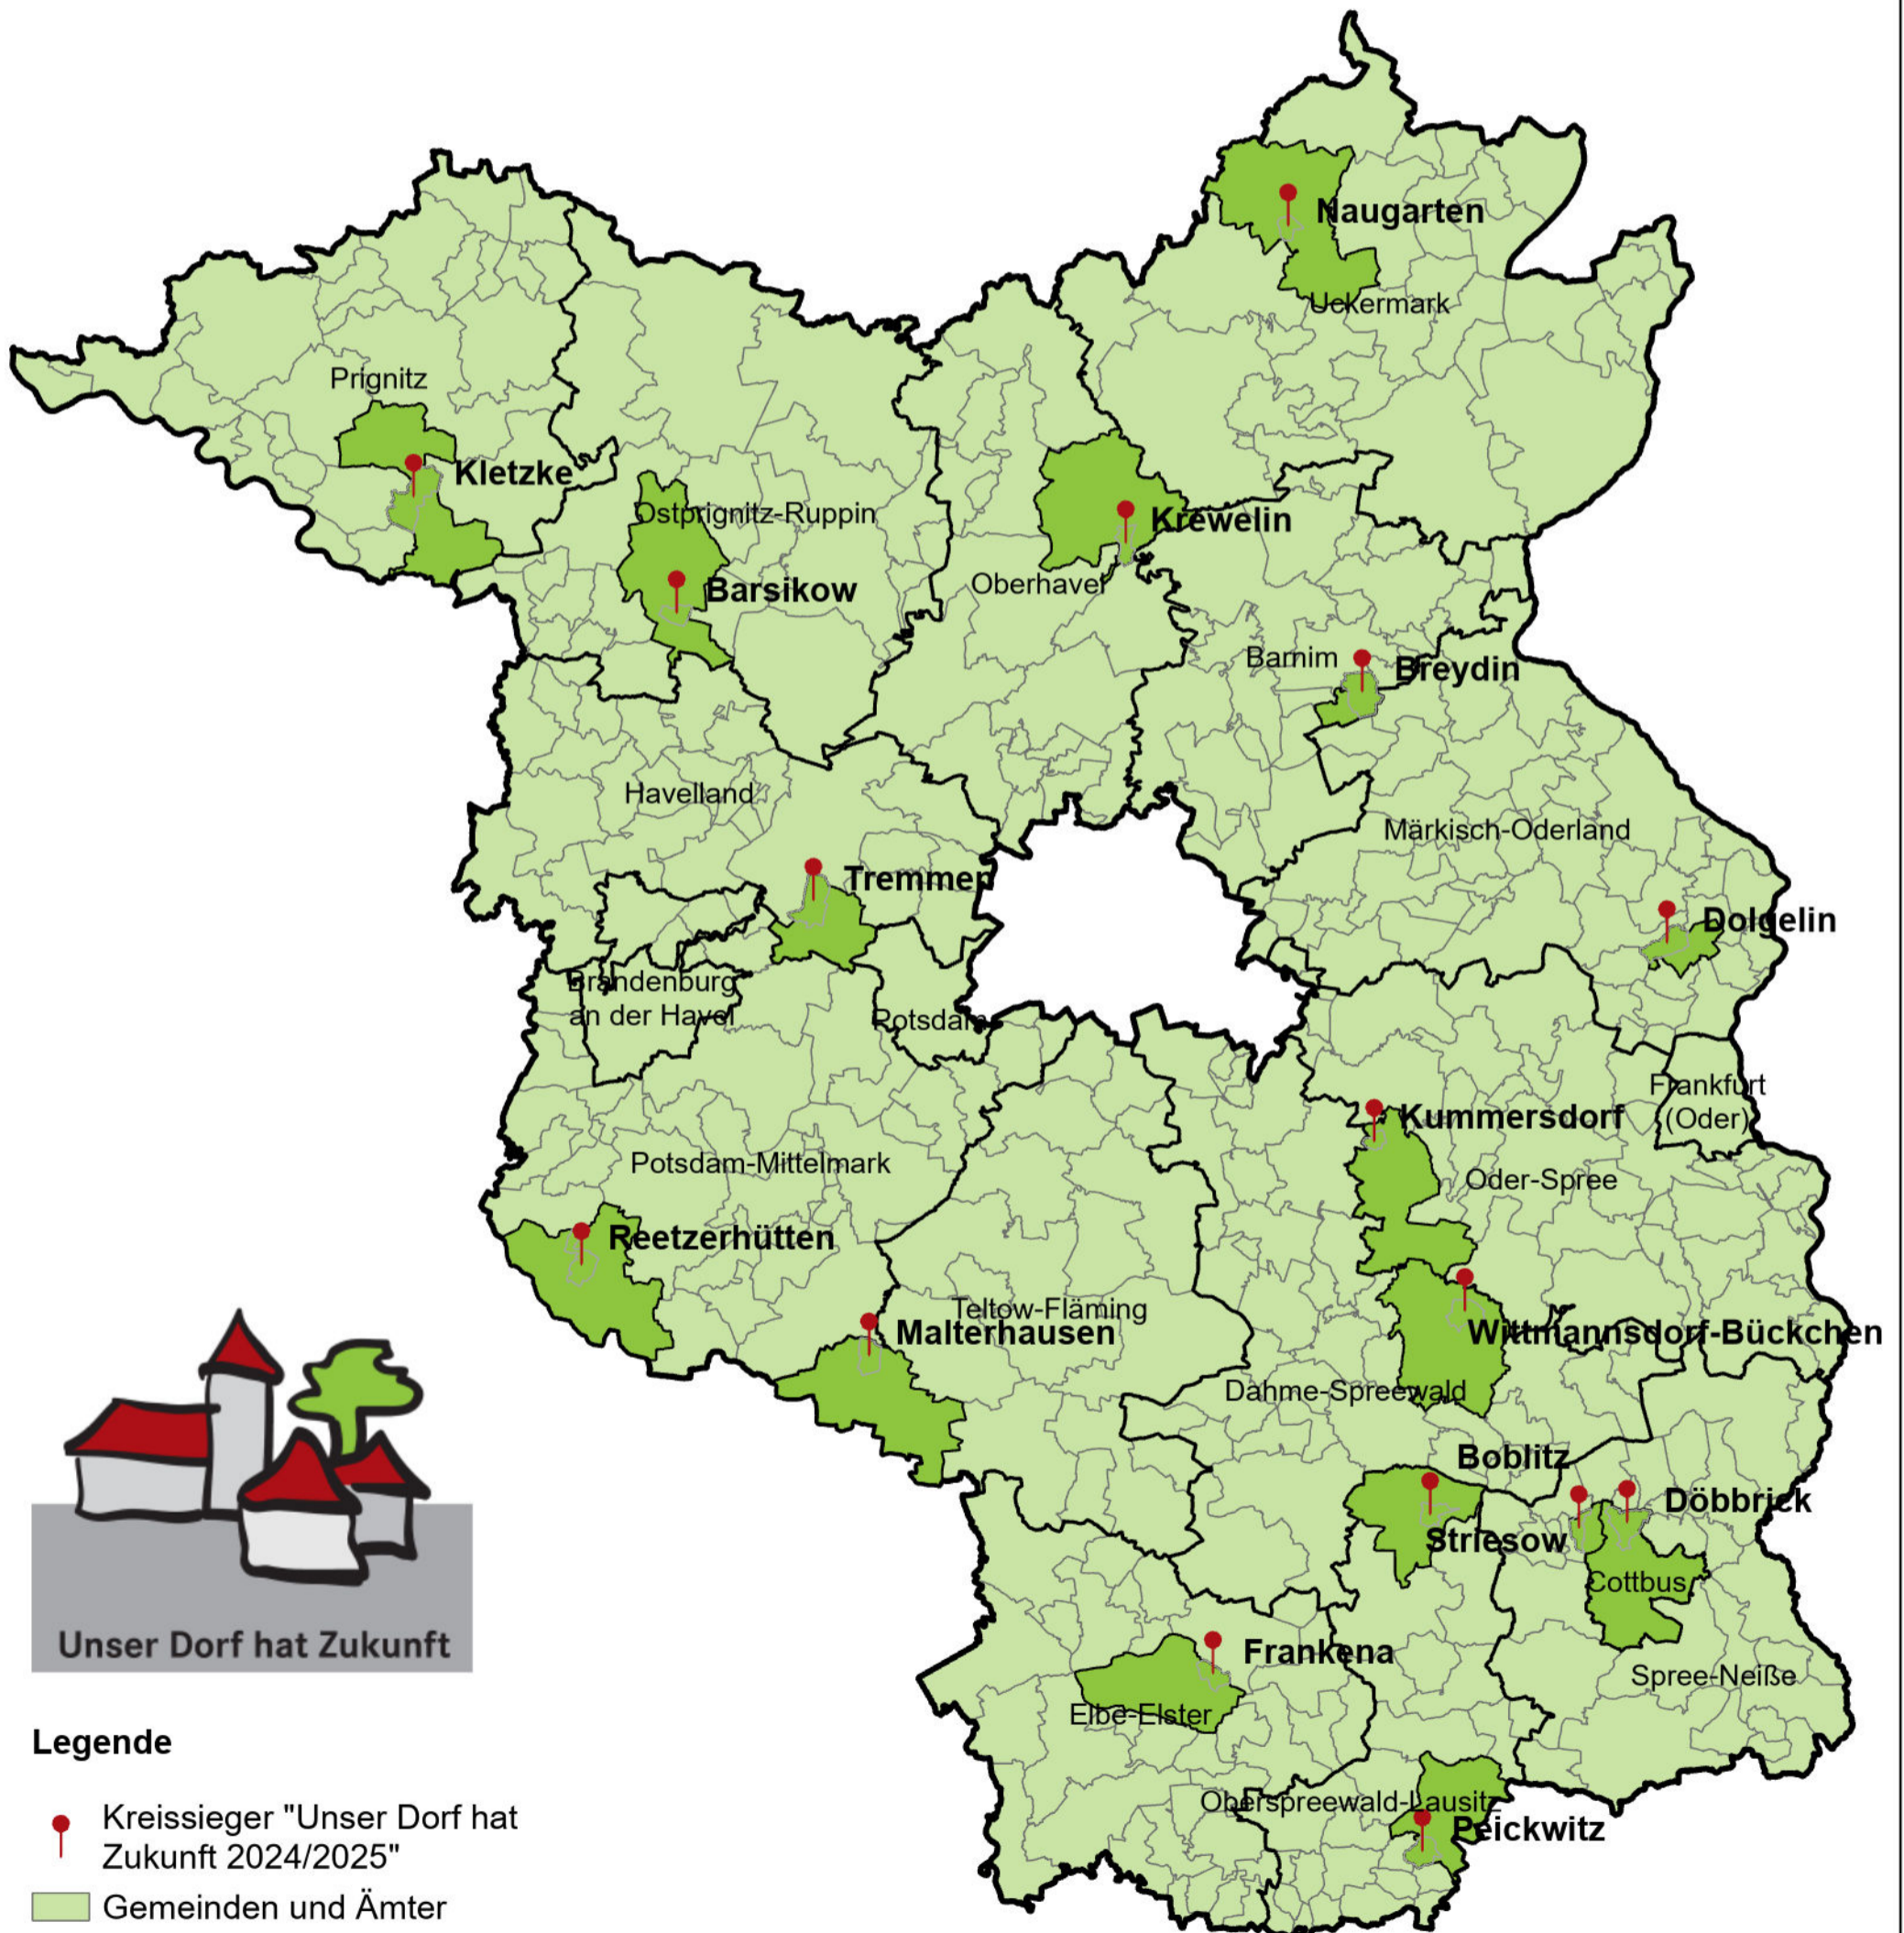 Naugarten
Uckermark
Prignitz
Kletzke
Ostprignitz-Ruppin
Krewelin
Oberhavel
Barsikow
Barnim
Breydin
Havelland
Märkisch-Oderland
Tremmen
Dolgelin
Brandenburg
an der Havel
Potsdam
Frankfurt
(Oder)
Kummersdorf
Potsdam-Mittelmark
Oder-Spree
Reetzerhütten
Teltow-Fläming
Malterhausen
Wittmannsdorf-Bückchen
Dahme-Spreewald
Boblitz
Döbbrick
Striesow
Cottbus
Unser Dorf hat Zukunft
Frankena
Spree-Neiße
Elbe-Elster
Oberspreewald-Lausitz
Peickwitz
Legende
Kreissieger "Unser Dorf hat
Zukunft 2024/2025"
Gemeinden und Ämter